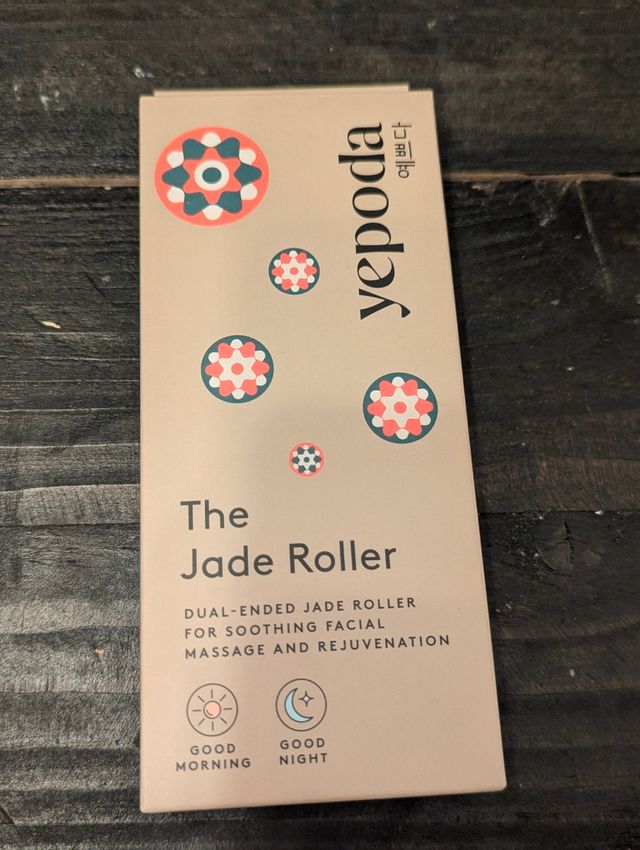 yepoda
예쁘다
The
Jade Roller
DUAL-ENDED JADE ROLLER
FOR SOOTHING FACIAL
MASSAGE AND REJUVENATION
GOOD
MORNING
GOOD
NIGHT